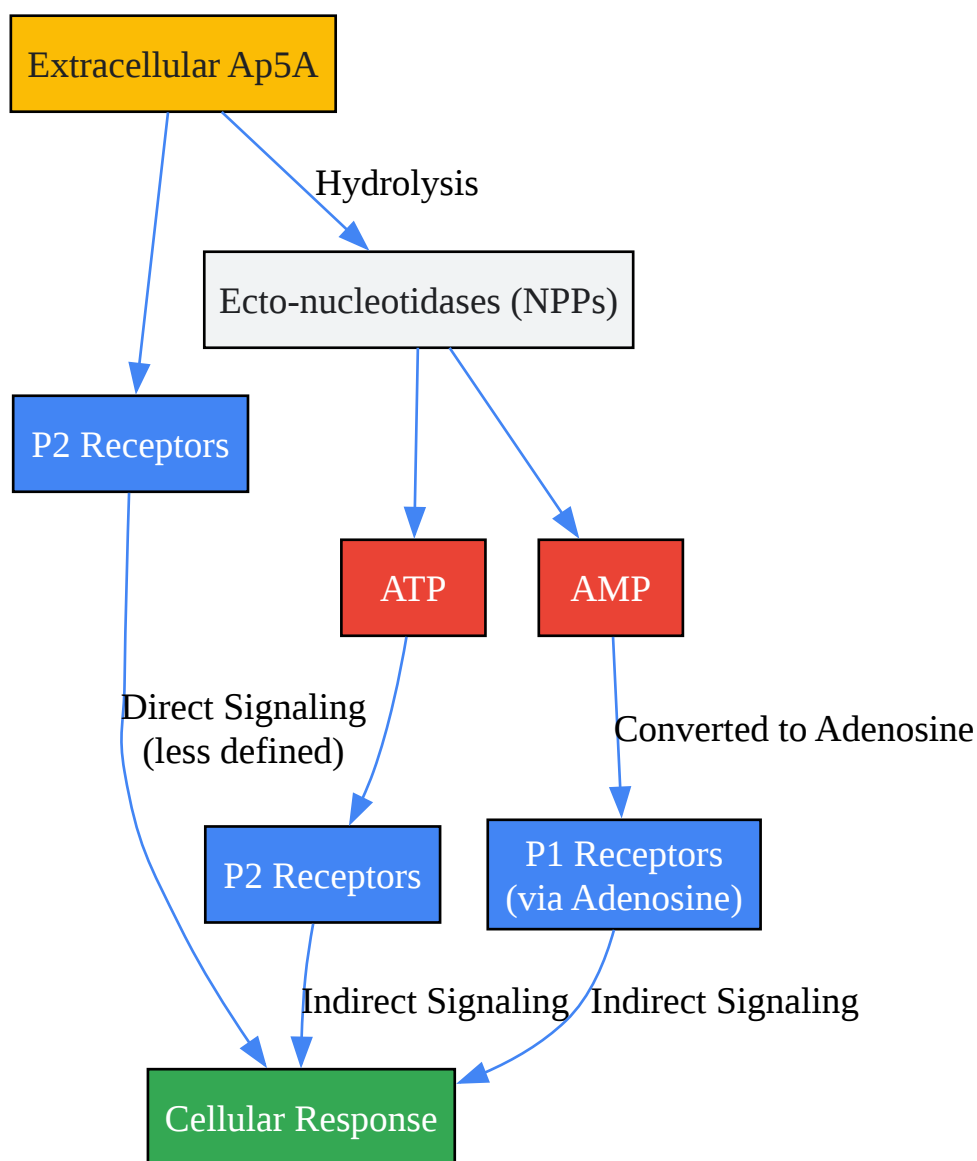 Extracellular Ap5A
Hydrolysis
Ecto-nucleotidases (NPPs)
P2 Receptors
ATP
AMP
Direct Signaling
(less defined)
Converted to Adenosine
P2 Receptors
P1 Receptors
(via Adenosine)
Indirect Signaling
Indirect Signaling
Cellular Response